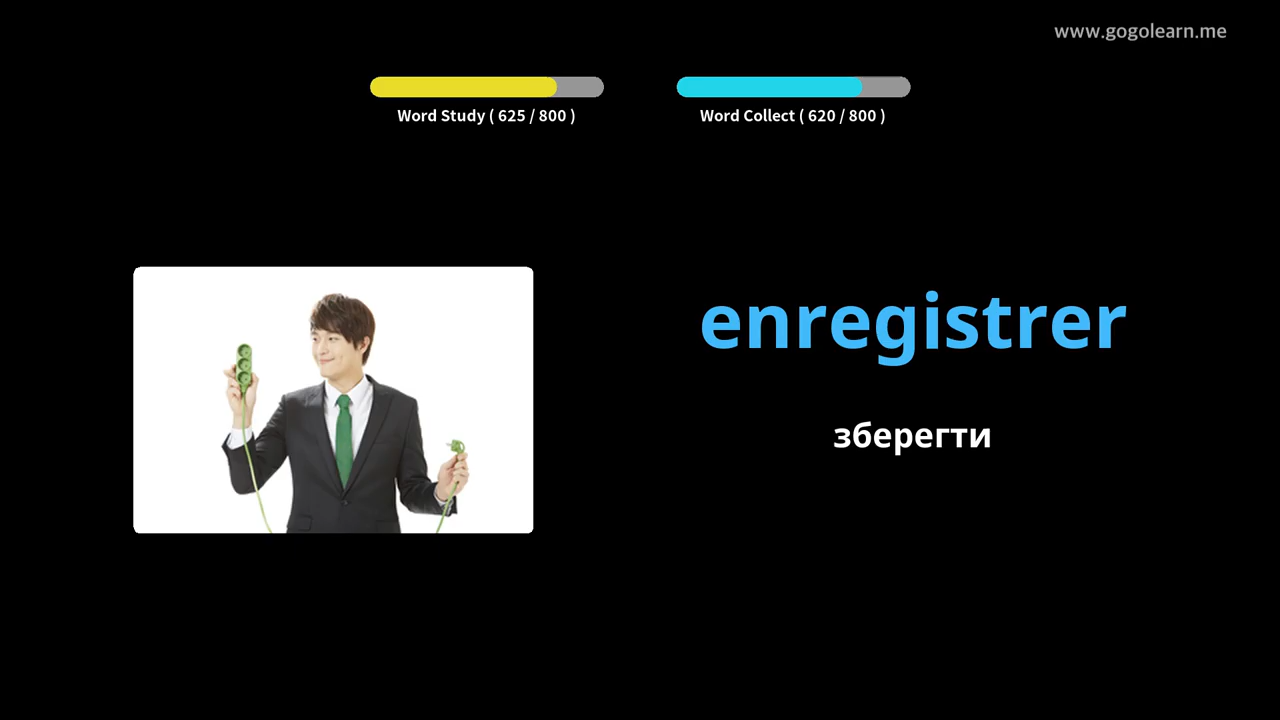 www.gogolearn.me
Word Study ( 625 / 800 )
Word Collect ( 620 / 800 )
enregistrer
зберегти